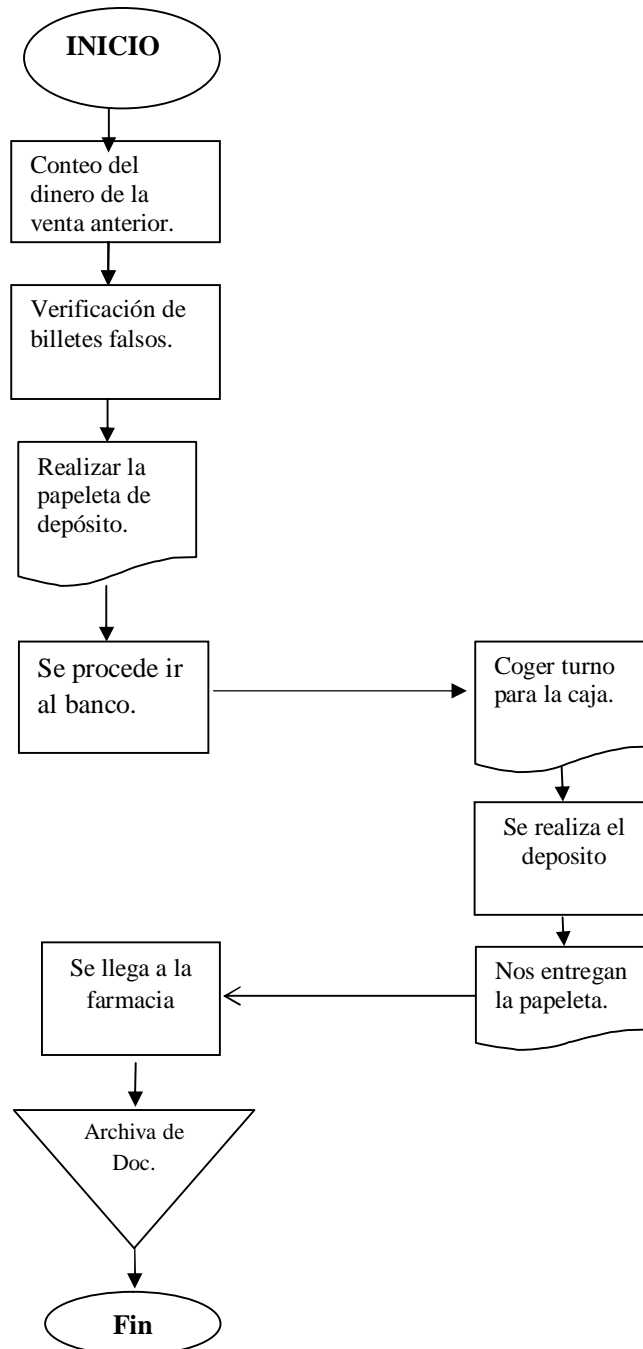 INICIO
Conteo del
dinero de la
venta anterior.
Verificación de
billetes falsos.
Realizar la
papeleta de
depósito.
Se procede ir
al banco.
Coger turno
para la caja.
Se realiza el
deposito
Nos entregan
la papeleta.
Se llega a la
farmacia
Archiva de
Doc.
Fin